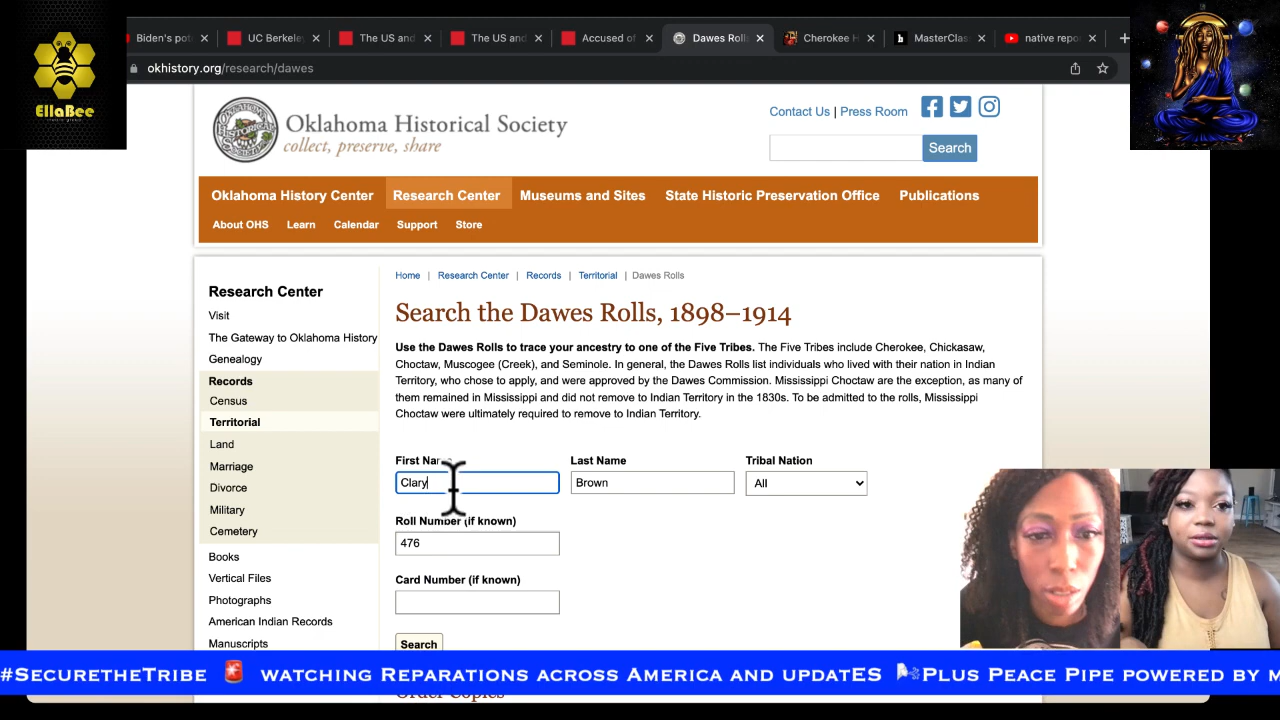 Biden's pot
UC Berkele
The US and
The US and
Accused of
Dawes Roll
Cherokee H
MasterClas
native repo
okhistory.org/research/dawes
EllaBee
Oklahoma Historical Society
collect, preserve, share
Contact Us | Press Room
Search
Oklahoma History Center
Research Center
Museums and Sites
State Historic Preservation Office
Publications
About OHS
Learn
Calendar
Support
Store
Research Center
Visit
The Gateway to Oklahoma History
Genealogy
Records
Census
Territorial
Land
Marriage
Divorce
Military
Cemetery
Books
Vertical Files
Photographs
American Indian Records
Manuscripts
Home | Research Center | Records | Territorial | Dawes Rolls
Search the Dawes Rolls, 1898–1914
Use the Dawes Rolls to trace your ancestry to one of the Five Tribes. The Five Tribes include Cherokee, Chickasaw,
Choctaw, Muscogee (Creek), and Seminole. In general, the Dawes Rolls list individuals who lived with their nation in Indian
Territory, who chose to apply, and were approved by the Dawes Commission. Mississippi Choctaw are the exception, as many of
them remained in Mississippi and did not remove to Indian Territory in the 1830s. To be admitted to the rolls, Mississippi
Choctaw were ultimately required to remove to Indian Territory.
First Name
Last Name
Tribal Nation
Clary
Brown
All
Roll Number (if known)
476
Card Number (if known)
Search
Order Copies
#SecuretheTribe 🚨 watching Reparations across America and updatES 🌬Plus Peace Pipe powered by M